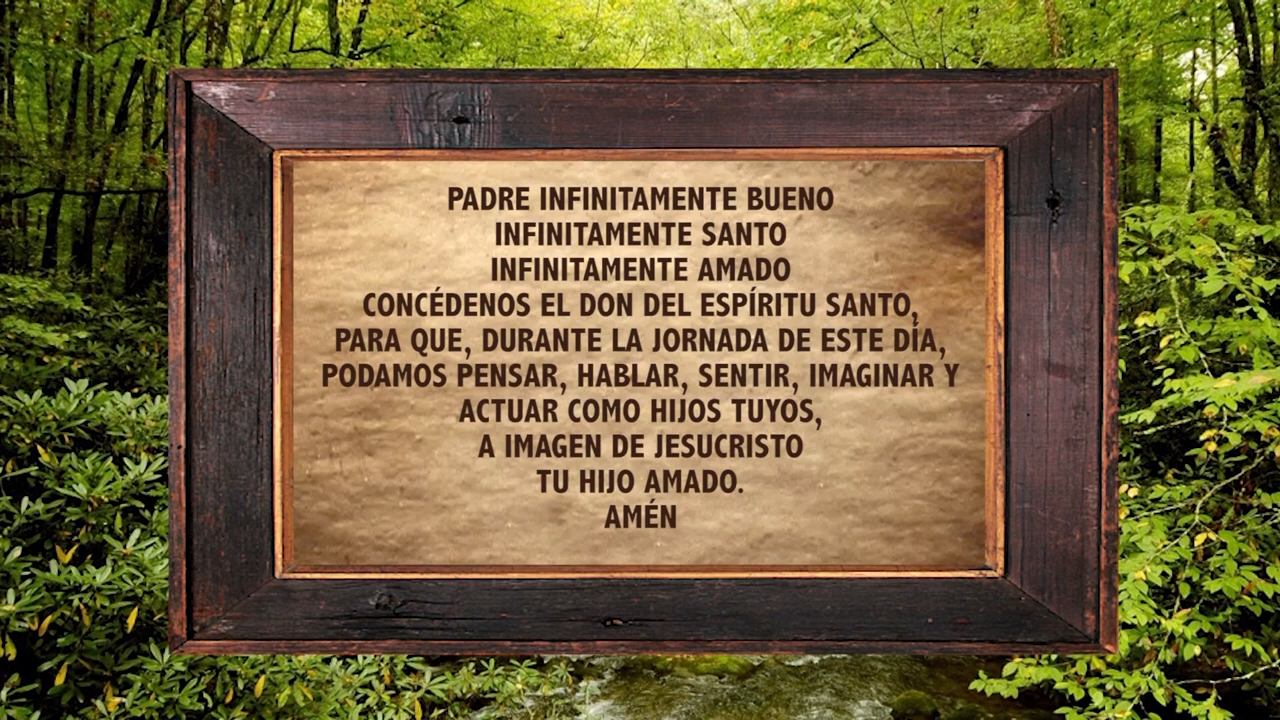 PADRE INFINITAMENTE BUENO
INFINITAMENTE SANTO
INFINITAMENTE AMADO
CONCÉDENOS EL DON DEL ESPÍRITU SANTO,
PARA QUE, DURANTE LA JORNADA DE ESTE DÍA,
PODAMOS PENSAR, HABLAR, SENTIR, IMAGINAR Y
ACTUAR COMO HIJOS TUYOS,
A IMAGEN DE JESUCRISTO
TU HIJO AMADO.
AMÉN